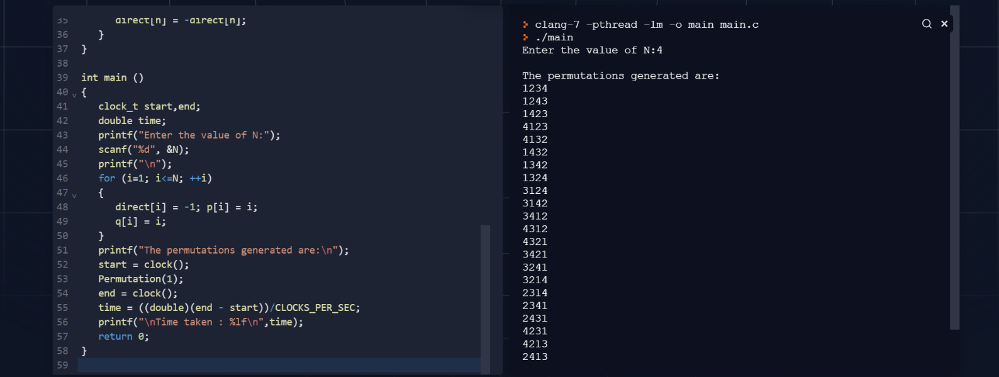 35 direct[n] = -direct[n];
36 }
37 }
38
39 int main ()
40 {
41 clock_t start,end;
42 double time;
43 printf("Enter the value of N:");
44 scanf("%d", &N);
45 printf("\n");
46 for (i=1; i<=N; ++i)
47 {
48 direct[i] = -1; p[i] = i;
49 q[i] = i;
50 }
51 printf("The permutations generated are:\n");
52 start = clock();
53 Permutation(1);
54 end = clock();
55 time = ((double)(end - start))/CLOCKS_PER_SEC;
56 printf("\nTime taken : %lf\n",time);
57 return 0;
58 }
59
clang-7 -pthread -lm -o main main.c
./main
Enter the value of N:4
The permutations generated are:
1234
1243
1423
4123
4132
1432
1342
1324
3124
3142
3412
4312
4321
3421
3241
3214
2314
2341
2431
4231
4213
2413